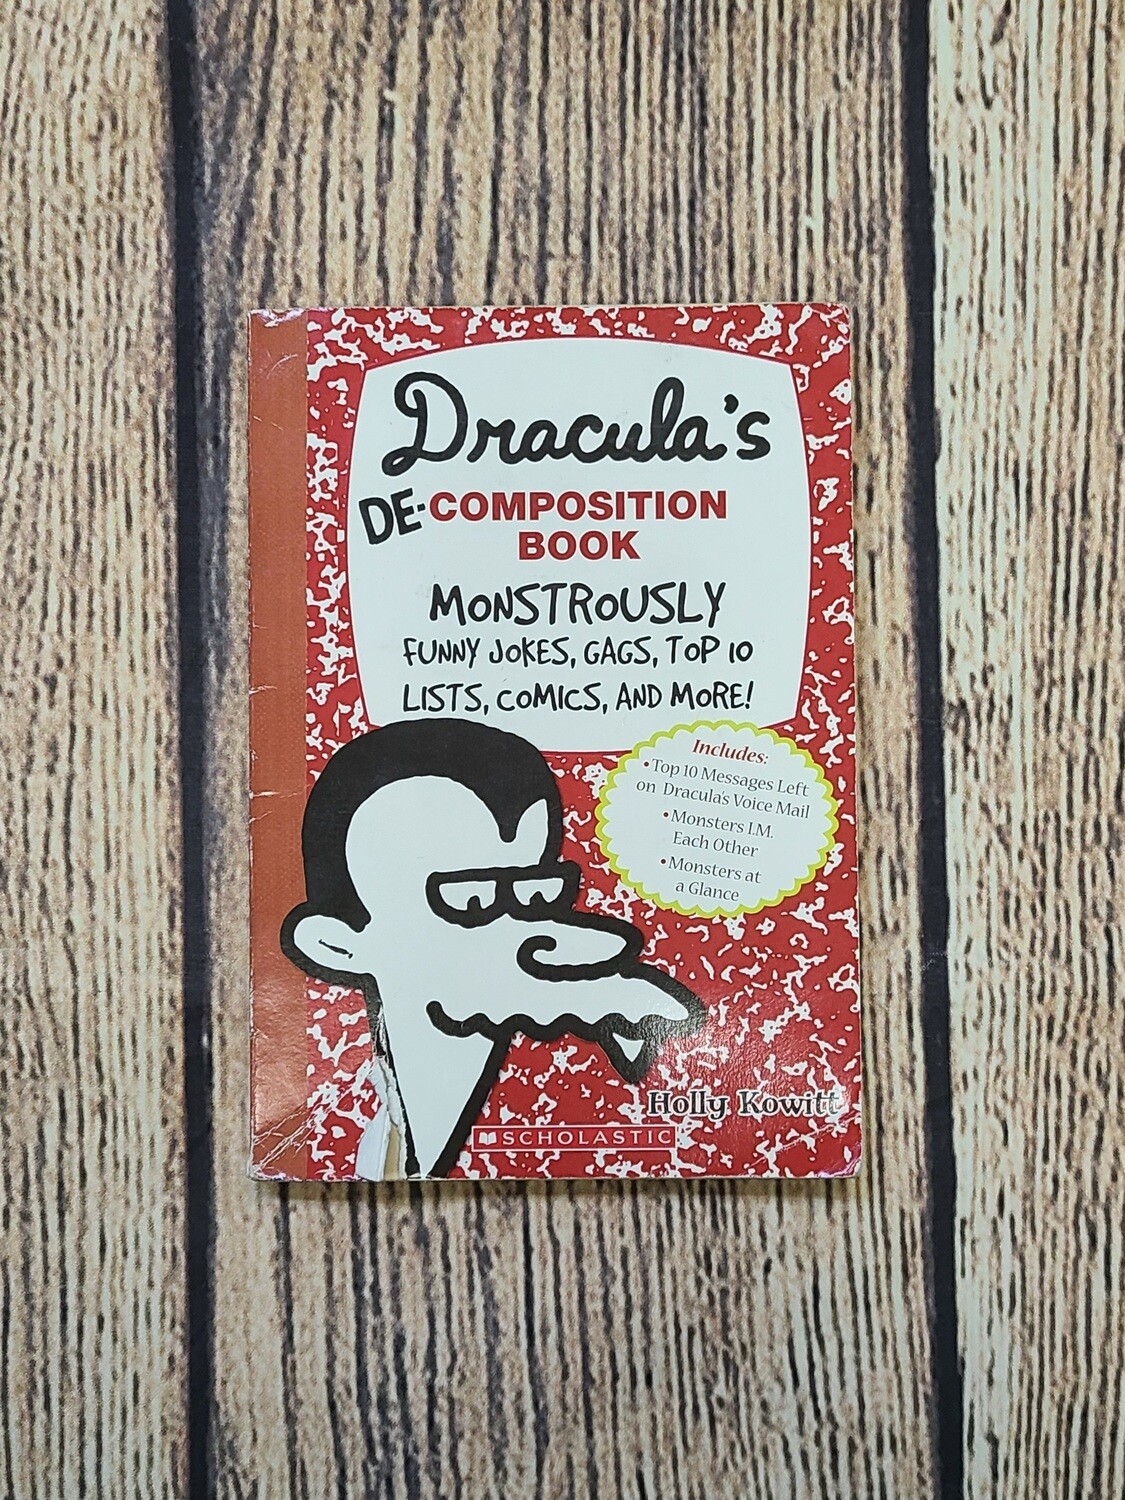 Dracula's
DE-COMPOSITION
BOOK
MONSTROUSLY
FUNNY JOKES, GAGS, TOP 10
LISTS, COMICS, AND MORE!
Includes:
•Top 10 Messages Left
on Dracula's Voice Mail
•Monsters I.M.
Each Other
•Monsters at
a Glance
Holly Kowitt
SCHOLASTIC